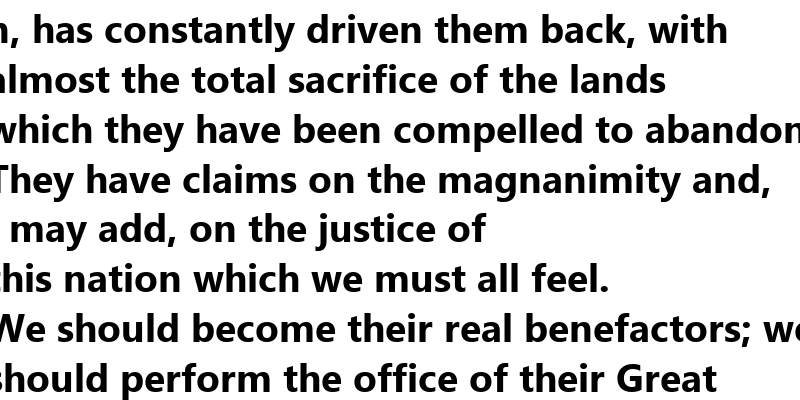 has constantly driven them back, with
almost the total sacrifice of the lands
which they have been compelled to abandon
They have claims on the magnanimity and,
may add, on the justice of
this nation which we must all feel.
We should become their real benefactors; we
should perform the office of their Great